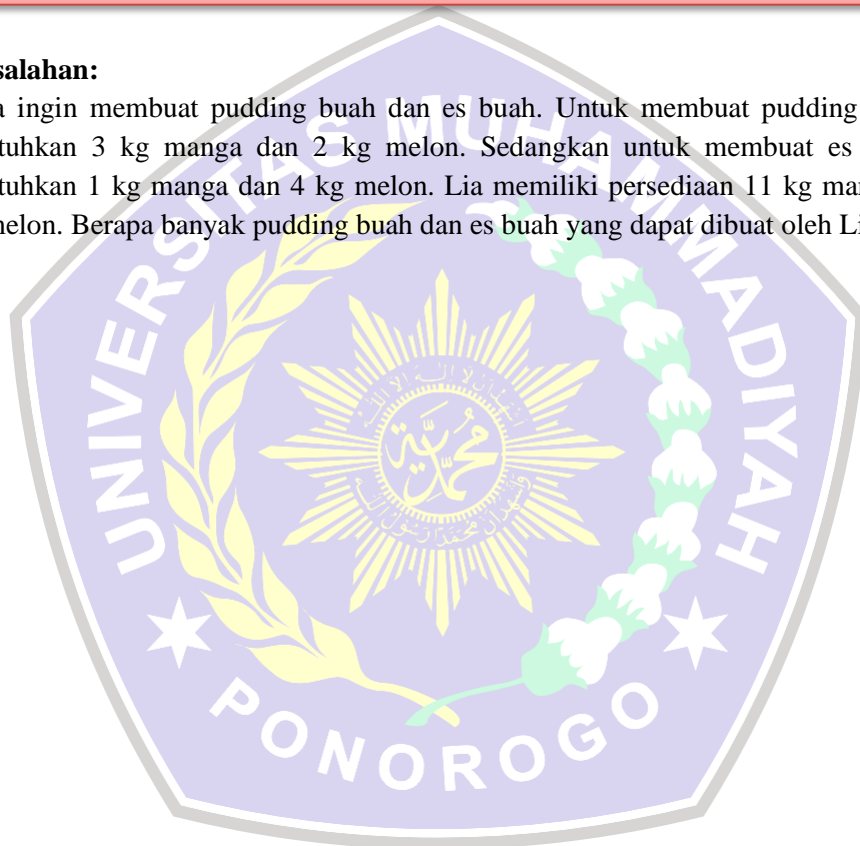 salahan:
a ingin membuat pudding buah dan es buah. Untuk membuat pudding
tuhkan 3 kg manga dan 2 kg melon. Sedangkan untuk membuat es
tuhkan 1 kg manga dan 4 kg melon. Lia memiliki persediaan 11 kg man
melon. Berapa banyak pudding buah dan es buah yang dapat dibuat oleh Li
UNIVERSITAS MUHAMMADIYAH
محمدية
PONOROGO